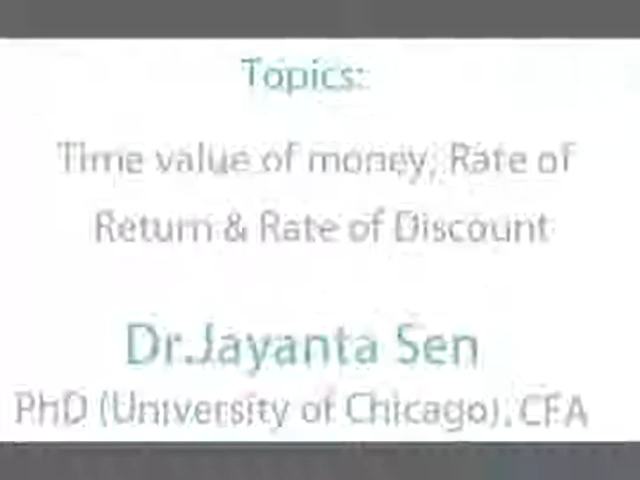 Topics:
Time value of money, Rate of
Return & Rate of Discount
Dr.Jayanta Sen
PhD (University of Chicago), CFA